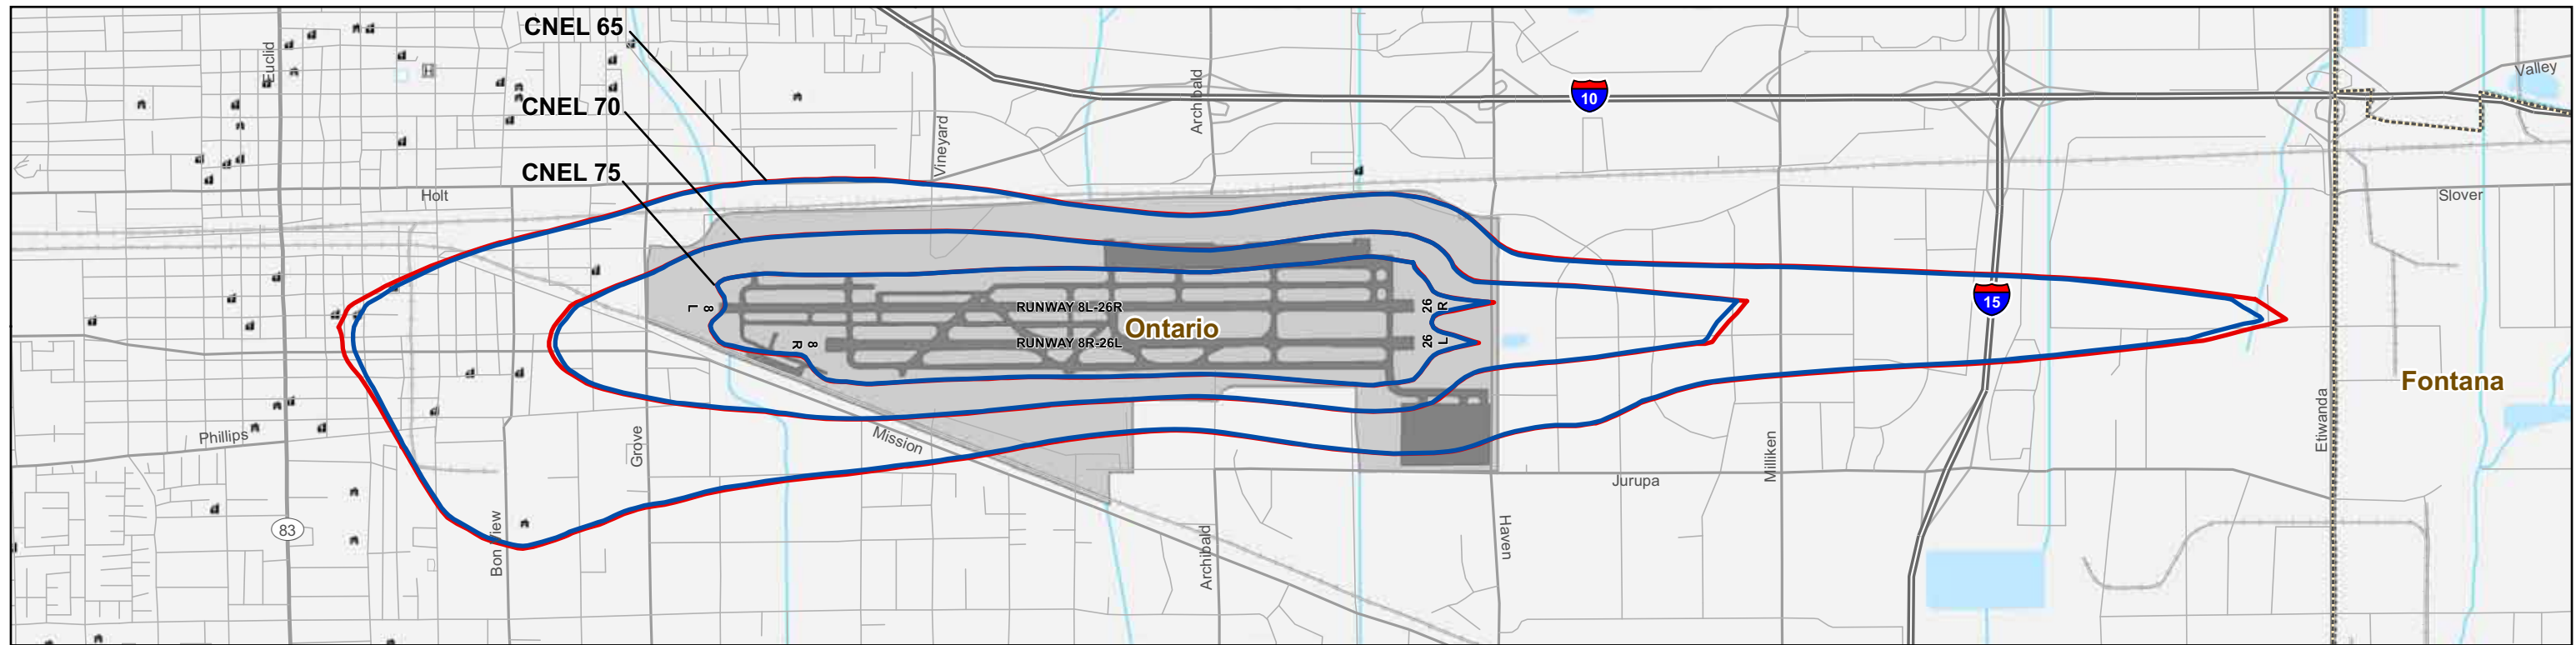 CNEL 65
CNEL 70
CNEL 75
Euclid
H
Vineyard
Archibald
10
Valley
Holt
Slover
8
L
RUNWAY 8L-26R
Ontario
RUNWAY 8R-26L
8
R
26
R
26
L
15
Fontana
Phillips
Grove
Mission
Milliken
Etiwanda
Jurupa
83
Bon View
Archibald
Haven